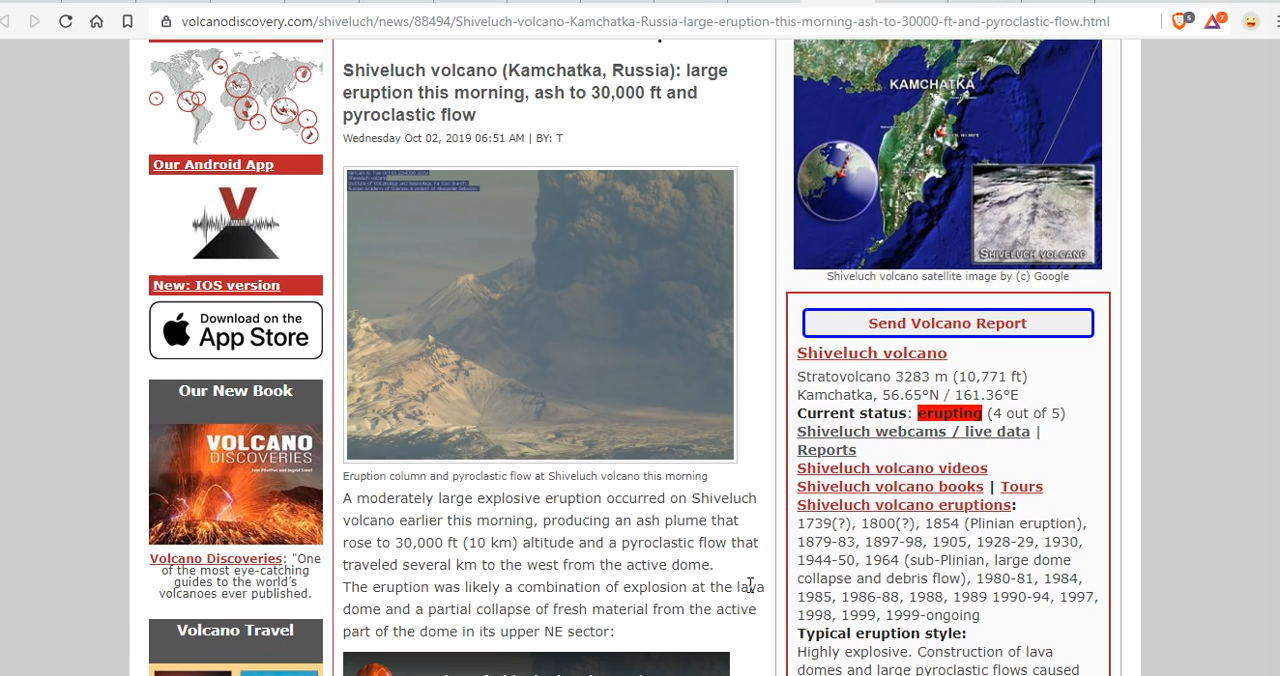 volcanodiscovery.com/shiveluch/news/88494/Shiveluch-volcano-Kamchatka-Russia-large-eruption-this-morning-ash-to-30000-ft-and-pyroclastic-flow.html
Our Android App
V
New: IOS version
Download on the
App Store
Our New Book
VOLCANO
DISCOVERIES
Volcano Discoveries: "One
of the most eye-catching
guides to the world's
volcanoes ever published.
Volcano Travel
Shiveluch volcano (Kamchatka, Russia): large
eruption this morning, ash to 30,000 ft and
pyroclastic flow
Wednesday Oct 02, 2019 06:51 AM | BY: T
Eruption column and pyroclastic flow at Shiveluch volcano this morning
A moderately large explosive eruption occurred on Shiveluch
volcano earlier this morning, producing an ash plume that
rose to 30,000 ft (10 km) altitude and a pyroclastic flow that
traveled several km to the west from the active dome.
The eruption was likely a combination of explosion at the lava
dome and a partial collapse of fresh material from the active
part of the dome in its upper NE sector:
KAMCHATKA
SHIVELUCH VOLCANO
Shiveluch volcano satellite image by (c) Google
Send Volcano Report
Shiveluch volcano
Stratovolcano 3283 m (10,771 ft)
Kamchatka, 56.65°N / 161.36°E
Current status: erupting (4 out of 5)
Shiveluch webcams / live data |
Reports
Shiveluch volcano videos
Shiveluch volcano books | Tours
Shiveluch volcano eruptions:
1739(?), 1800(?), 1854 (Plinian eruption),
1879-83, 1897-98, 1905, 1928-29, 1930,
1944-50, 1964 (sub-Plinian, large dome
collapse and debris flow), 1980-81, 1984,
1985, 1986-88, 1988, 1989 1990-94, 1997,
1998, 1999, 1999-ongoing
Typical eruption style:
Highly explosive. Construction of lava
domes and large pyroclastic flows caused